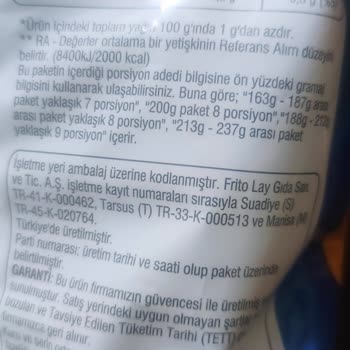 *Ürün içindeki toplam yağın 100 g'ında 1 g'dan azdır.
** RA - Değerler ortalama bir yetişkinin Referans Alım düzeyini
belirtir. (8400kJ/2000 kcal)
Bu paketin içerdiği porsiyon adedi bilgisine ön yüzdeki gramaj
bilgisini kullanarak ulaşabilirsiniz. Buna göre; "163g - 187g arası
paket yaklaşık 7 porsiyon", "200g paket 8 porsiyon", "188g -
arası paket yaklaşık 8 porsiyon", "213g - 237g arası paket
yaklaşık 9 porsiyon" içerir.
İşletme yeri ambalaj üzerine kodlanmıştır. Frito Lay Gıda San.
ve Tic. A.Ş. işletme kayıt numaraları sırasıyla Suadiye (S)
TR-41-K-000462, Tarsus (T) TR-33-K-000513 ve Manisa (M)
TR-45-K-020764.
Türkiye'de üretilmiştir.
Parti numarası: üretim tarihi ve saati olup paket üzerinde
belirtilmiştir.
GARANTİ: Bu ürün firmamızın güvencesi ile üretilmiş
sunulmuştur. Satış yerindeki uygun olmayan şartlar
bozulan ve Tavsiye Edilen Tüketim Tarihi (TETT)
firmamızca geri alınır.
Kuru ve serin